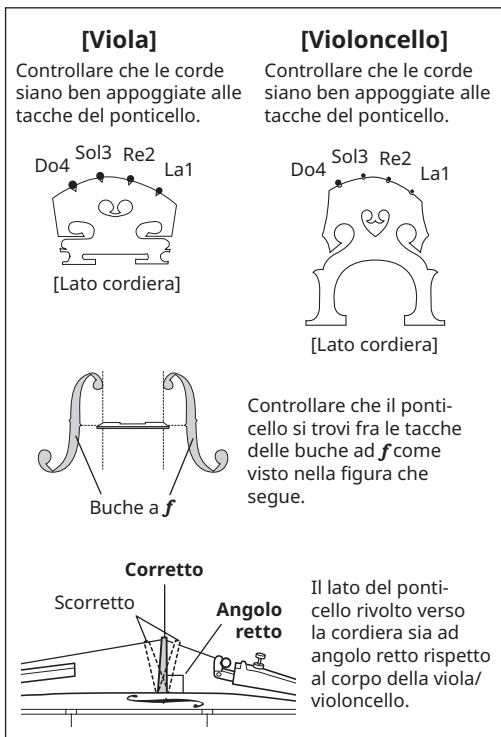 [Viola]
Controllare che le corde
siano ben appoggiate alle
tacche del ponticello.
Do4 Sol3 Re2 La1
[Lato cordiera]
[Violoncello]
Controllare che le corde
siano ben appoggiate alle
tacche del ponticello.
Do4 Sol3 Re2 La1
[Lato cordiera]
Buche a f
Controllare che il ponti-
cello si trovi fra le tacche
delle buche ad f come
visto nella figura che
segue.
Corretto
Scorretto
Angolo
retto
Il lato del ponti-
cello rivolto verso
la cordiera sia ad
angolo retto rispetto
al corpo della viola/
violoncello.